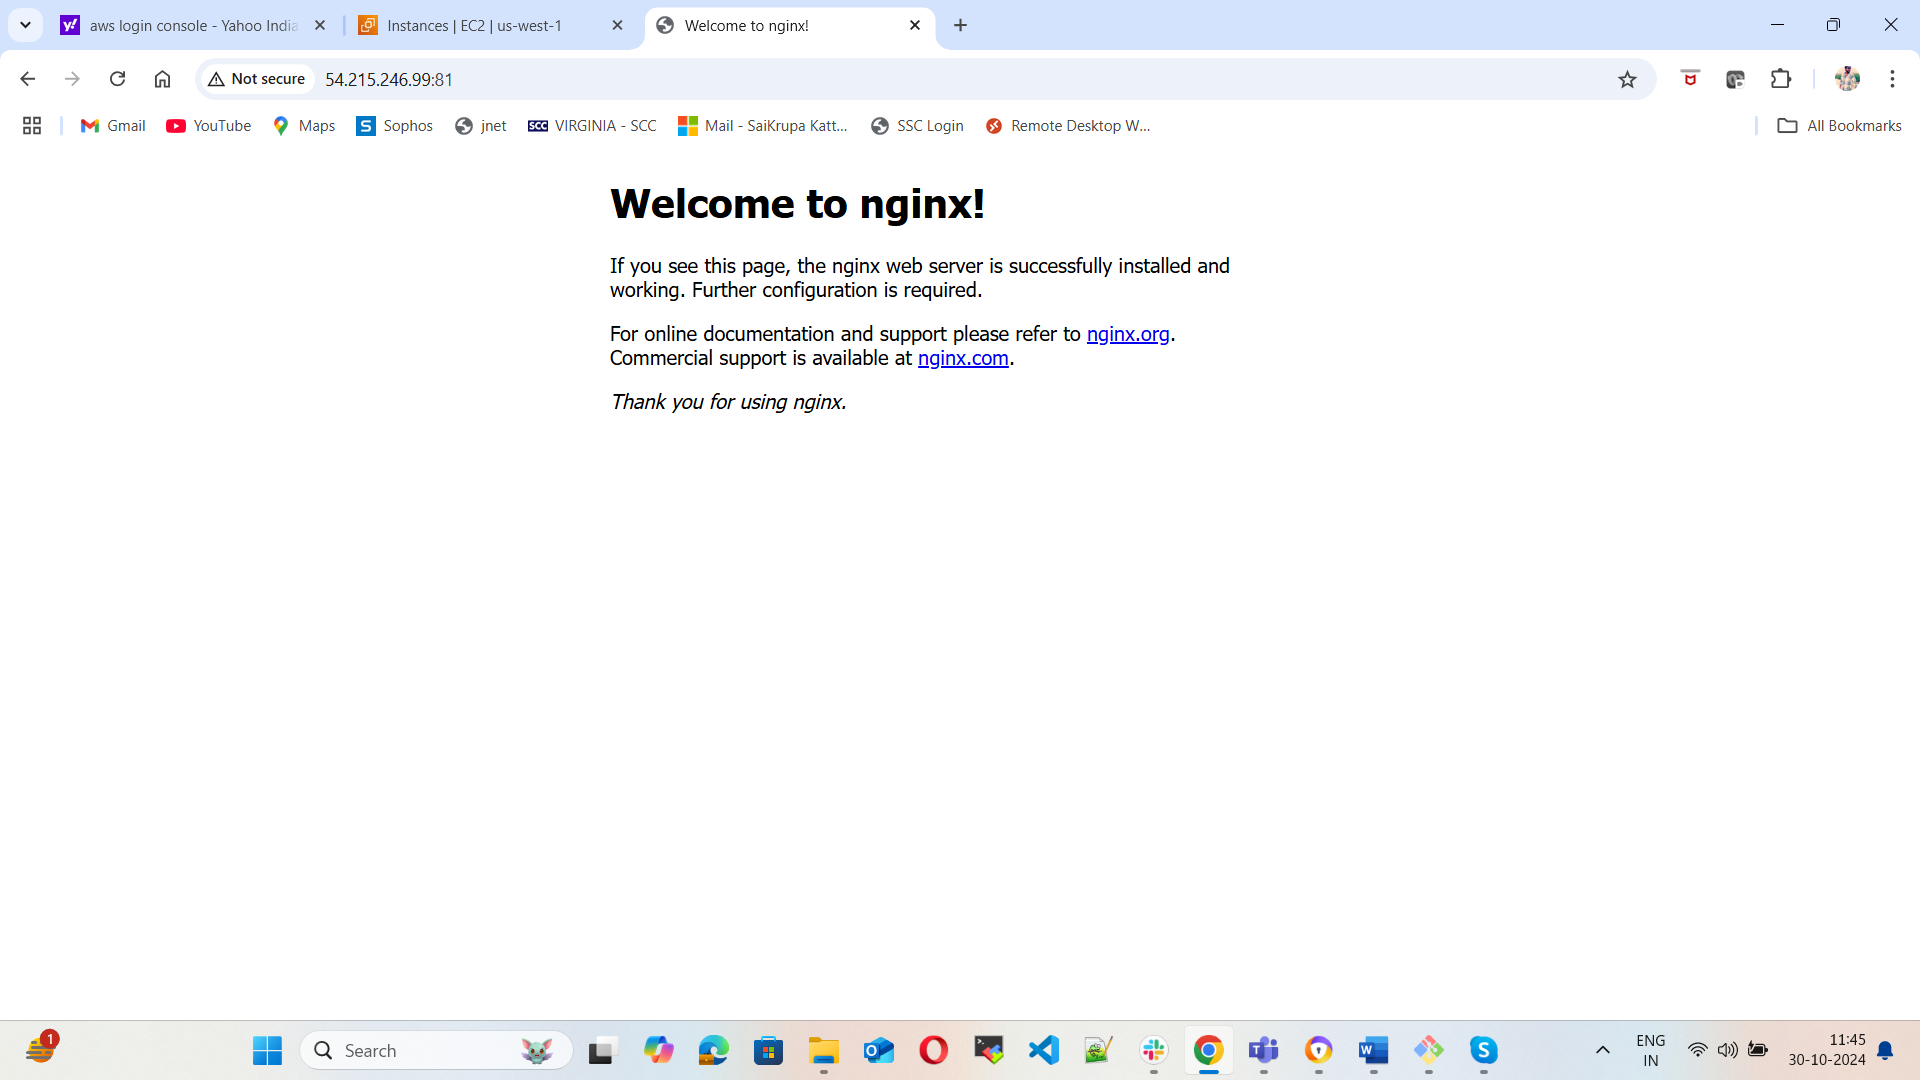 aws login console - Yahoo India
Instances | EC2 | us-west-1
Welcome to nginx!
Not secure
54.215.246.99:81
Gmail
YouTube
Maps
Sophos
jnet
SCC VIRGINIA - SCC
Mail - SaiKrupa Katt...
SSC Login
Remote Desktop W...
All Bookmarks
Welcome to nginx!
If you see this page, the nginx web server is successfully installed and
working. Further configuration is required.
For online documentation and support please refer to nginx.org.
Commercial support is available at nginx.com.
Thank you for using nginx.
1
Search
ENG
IN
11:45
30-10-2024